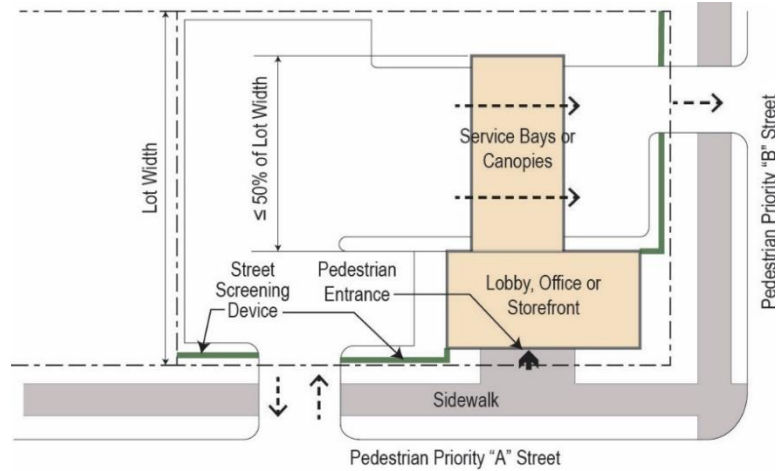 Lot Width
≤ 50% of Lot Width
Service Bays or
Canopies
Pedestrian Priority “B” Street
Street
Screening
Device
Pedestrian
Entrance
Lobby, Office or
Storefront
Sidewalk
Pedestrian Priority “A” Street